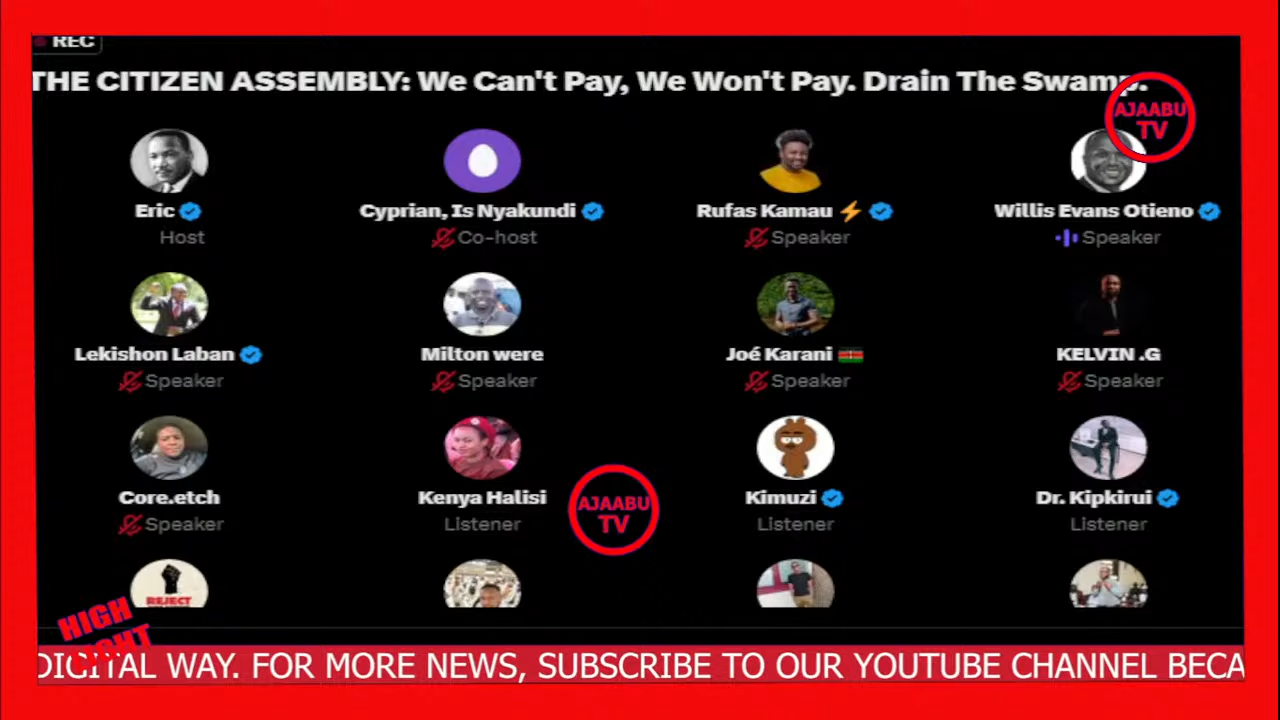 REC
THE CITIZEN ASSEMBLY: We Can't Pay, We Won't Pay. Drain The Swamp.
AJAABU
TV
Eric
Cyprian, Is Nyakundi
Rufas Kamau
Willis Evans Otieno
Host
Co-host
Speaker
Speaker
Lekishon Laban
Milton were
Joé Karani
KELVIN .G
Speaker
Speaker
Speaker
Speaker
Core.etch
Kenya Halisi
AJAABU
TV
Kimuzi
Dr. Kipkirui
Speaker
Listener
Listener
Listener
REJECT
HIGH
DIGITAL WAY. FOR MORE NEWS, SUBSCRIBE TO OUR YOUTUBE CHANNEL BECA